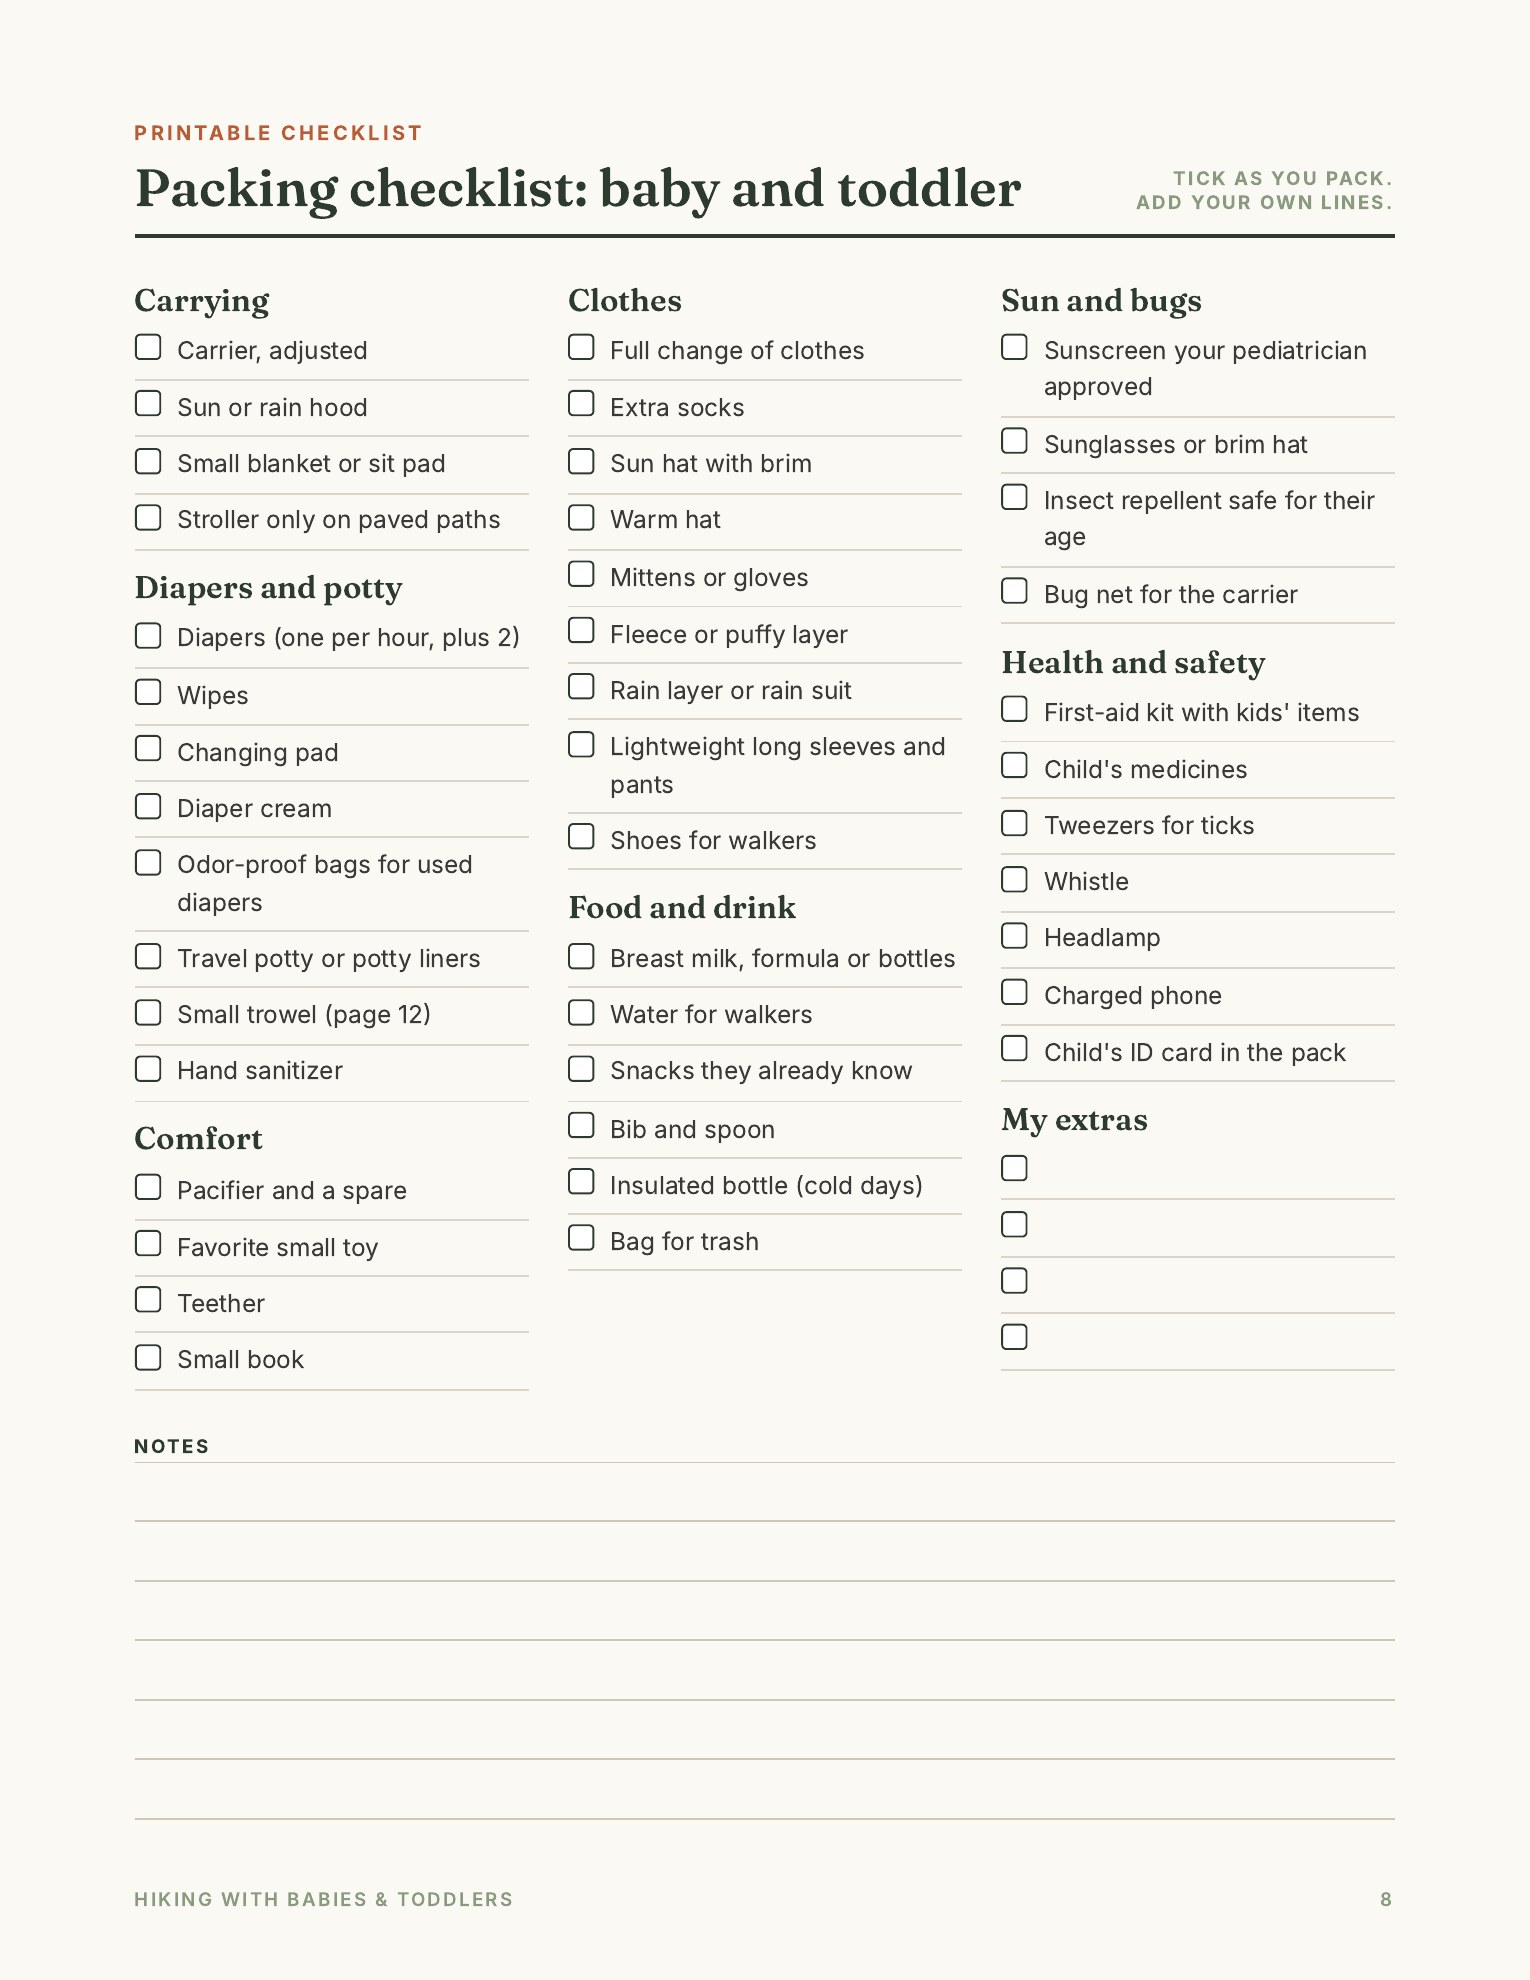 PRINTABLE CHECKLIST
Packing checklist: baby and toddler
TICK AS YOU PACK.
ADD YOUR OWN LINES.
Carrying
Carrier, adjusted
Sun or rain hood
Small blanket or sit pad
Stroller only on paved paths
Diapers and potty
Diapers (one per hour, plus 2)
Wipes
Changing pad
Diaper cream
Odor-proof bags for used
diapers
Travel potty or potty liners
Small trowel (page 12)
Hand sanitizer
Comfort
Pacifier and a spare
Favorite small toy
Teether
Small book
Clothes
Full change of clothes
Extra socks
Sun hat with brim
Warm hat
Mittens or gloves
Fleece or puffy layer
Rain layer or rain suit
Lightweight long sleeves and
pants
Shoes for walkers
Food and drink
Breast milk, formula or bottles
Water for walkers
Snacks they already know
Bib and spoon
Insulated bottle (cold days)
Bag for trash
Sun and bugs
Sunscreen your pediatrician
approved
Sunglasses or brim hat
Insect repellent safe for their
age
Bug net for the carrier
Health and safety
First-aid kit with kids' items
Child's medicines
Tweezers for ticks
Whistle
Headlamp
Charged phone
Child's ID card in the pack
My extras
NOTES
HIKING WITH BABIES & TODDLERS
8